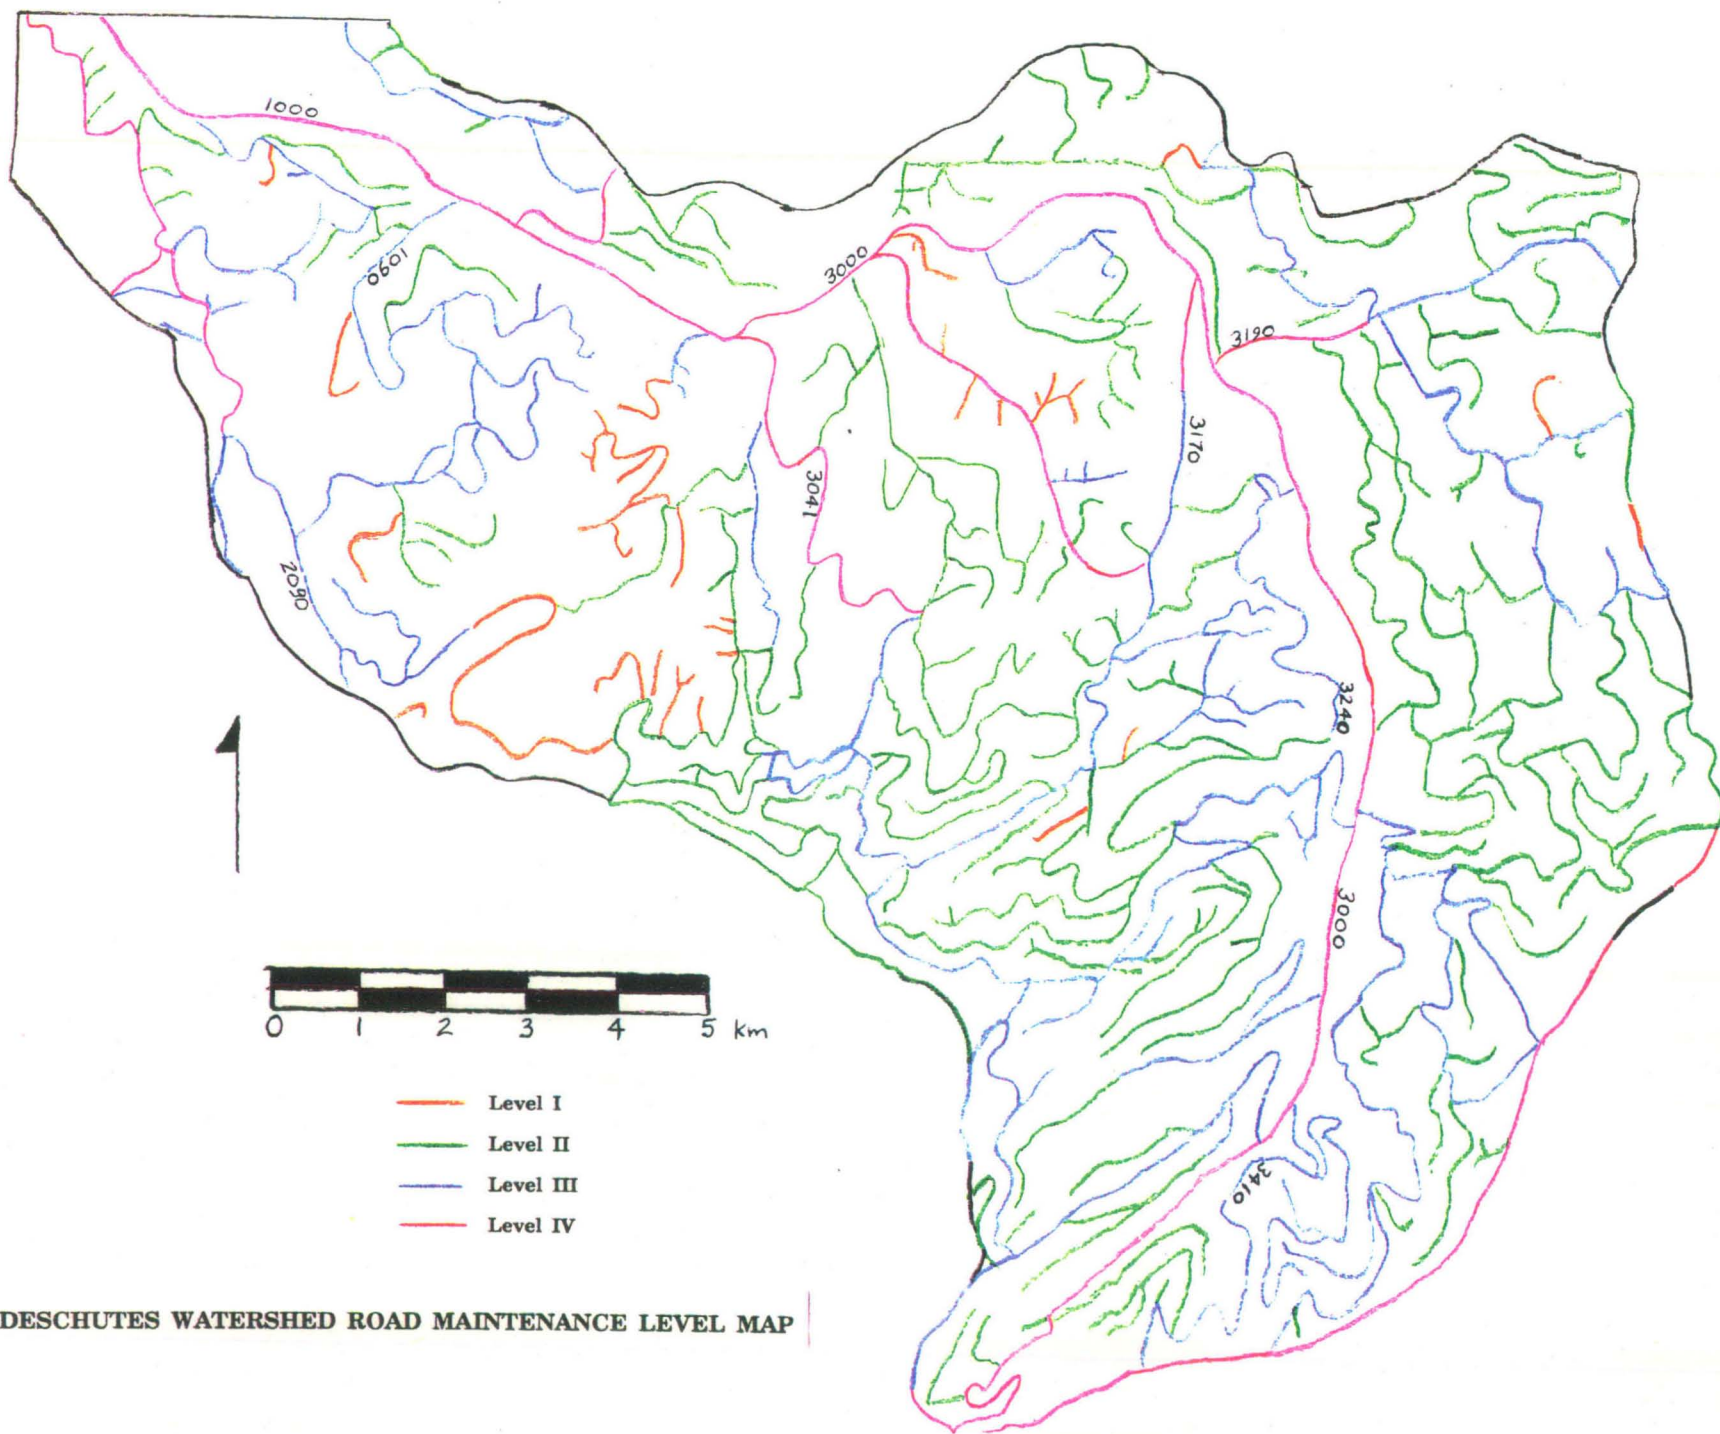 1000
1090
3000
3190
3170
3041
2090
3240
3000
3410
0 1 2 3 4 5 km
Level I
Level II
Level III
Level IV
DESCHUTES WATERSHED ROAD MAINTENANCE LEVEL MAP